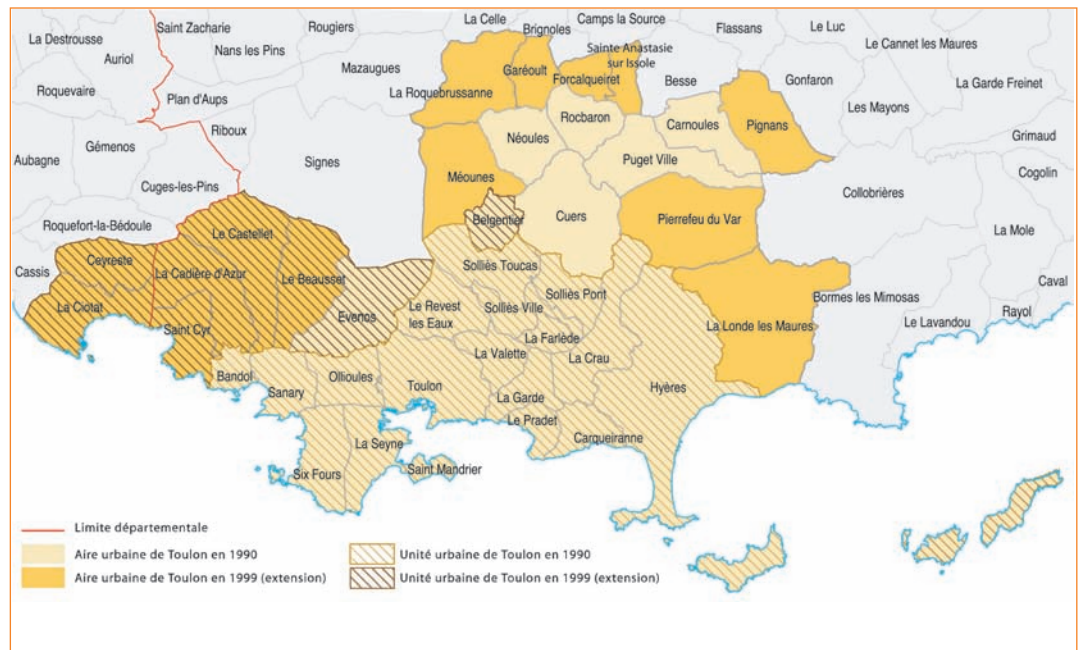 La Celle
Camps la Source
Saint Zacharie
Rougiers
Brignoles
Flassans
Le Luc
La Destrousse
Nans les Pins
Sainte Anastasie
sur Issole
Le Cannet les Maures
Auriol
Mazaugues
Garéoult
Forcalqueiret
Besse
Gonfaron
La Garde Freinet
Roquevaire
Plan d'Aups
La Roquebrussanne
Les Mayons
Rocbaron
Carnoules
Pignans
Riboux
Néoules
Grimaud
Gémenos
Aubagne
Signes
Puget Ville
Cogolin
Cuges-les-Pins
Méounes
Collobrières
Belgentier
Cuers
Pierrefeu du Var
Roquefort-la-Bédoule
Le Castellet
La Mole
Ceyreste
Cassis
La Cadière d'Azur
Le Beausset
Solliès Toucas
Caval
La Ciotat
Solliès Pont
Bormes les Mimosas
Le Revest
les Eaux
Solliès Ville
Rayol
Evenos
Saint Cyr
La Londe les Maures
Le Lavandou
La Farlède
La Valette
La Crau
Bandol
Ollioules
Toulon
Hyères
Sanary
La Garde
Le Pradet
Carqueiranne
La Seyne
Six Fours
Saint Mandrier
Limite départementale
Aire urbaine de Toulon en 1990
Unité urbaine de Toulon en 1990
Aire urbaine de Toulon en 1999 (extension)
Unité urbaine de Toulon en 1999 (extension)